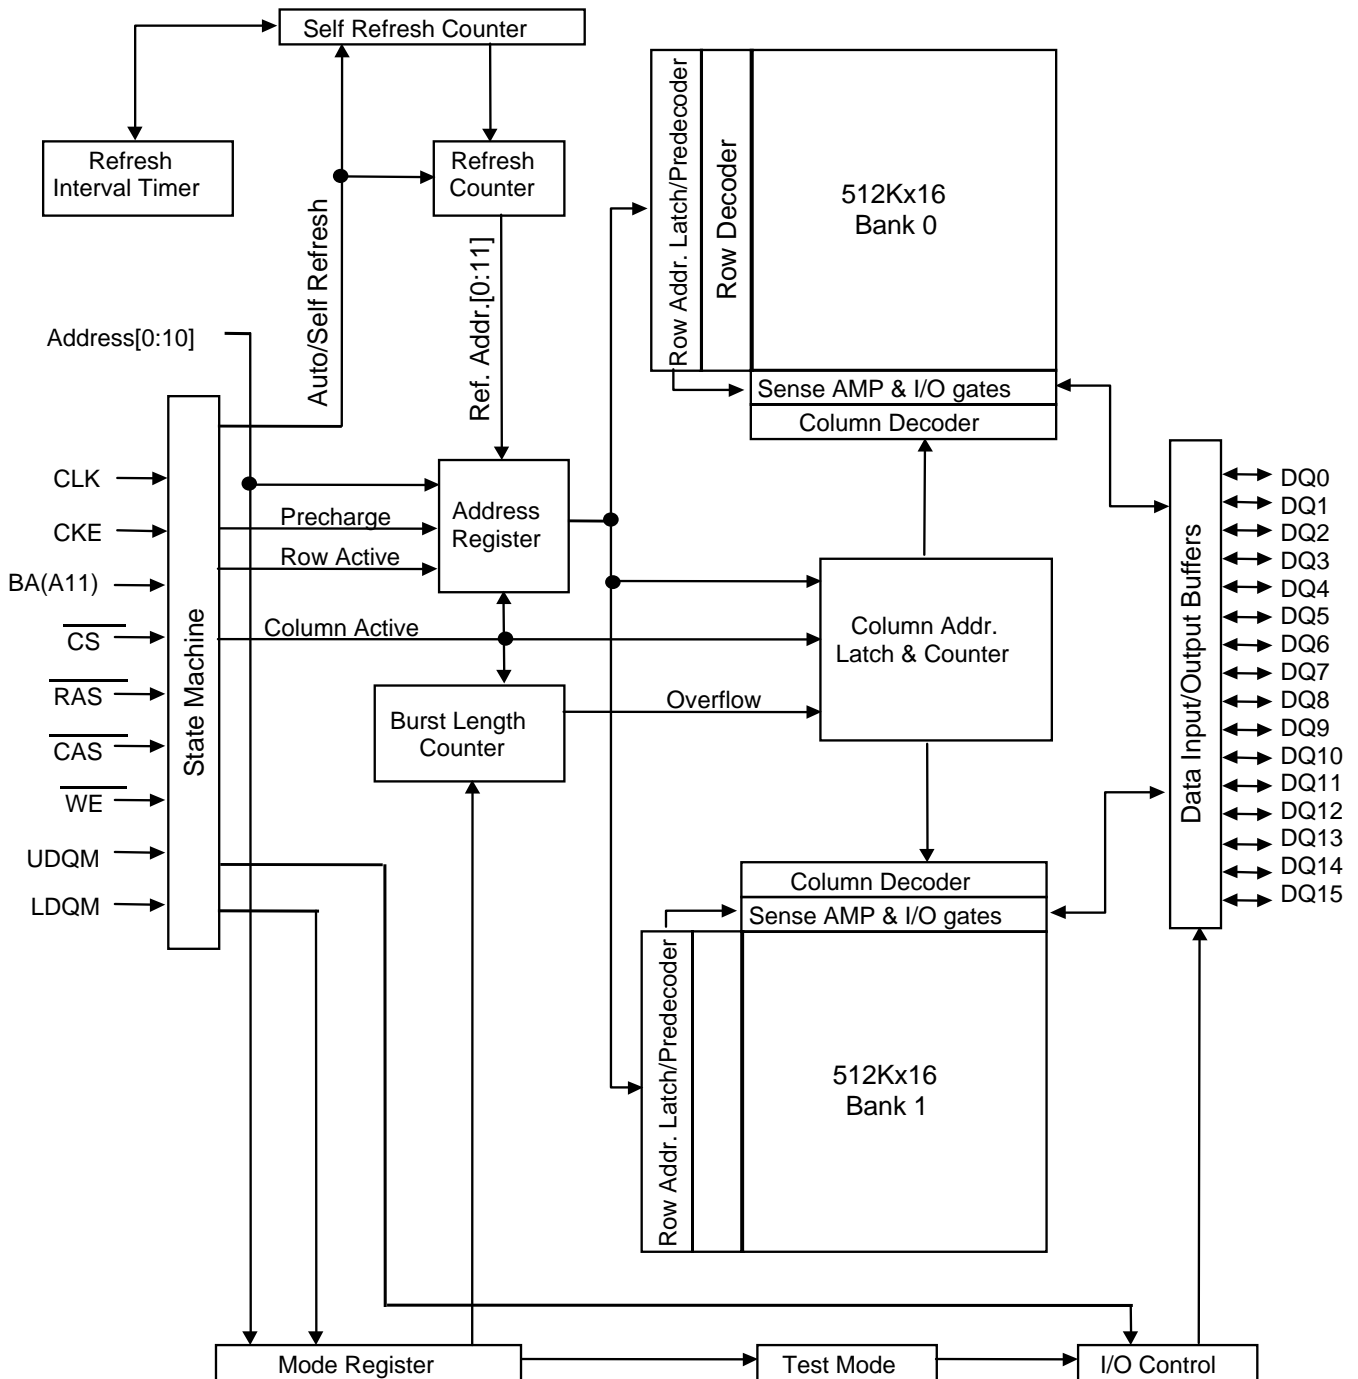 Self Refresh Counter
Refresh
Interval Timer
Refresh
Counter
Auto/Self Refresh
Ref. Addr.[0:11]
Address[0:10]
CLK
CKE
BA(A11)
CS
RAS
CAS
WE
UDQM
LDQM
State Machine
Precharge
Row Active
Column Active
Address
Register
Burst Length
Counter
Overflow
Row Addr. Latch/Predecoder
Row Decoder
512Kx16
Bank 0
Sense AMP & I/O gates
Column Decoder
Column Addr.
Latch & Counter
Column Decoder
Sense AMP & I/O gates
Row Addr. Latch/Predecoder
512Kx16
Bank 1
Data Input/Output Buffers
DQ0
DQ1
DQ2
DQ3
DQ4
DQ5
DQ6
DQ7
DQ8
DQ9
DQ10
DQ11
DQ12
DQ13
DQ14
DQ15
Mode Register
Test Mode
I/O Control